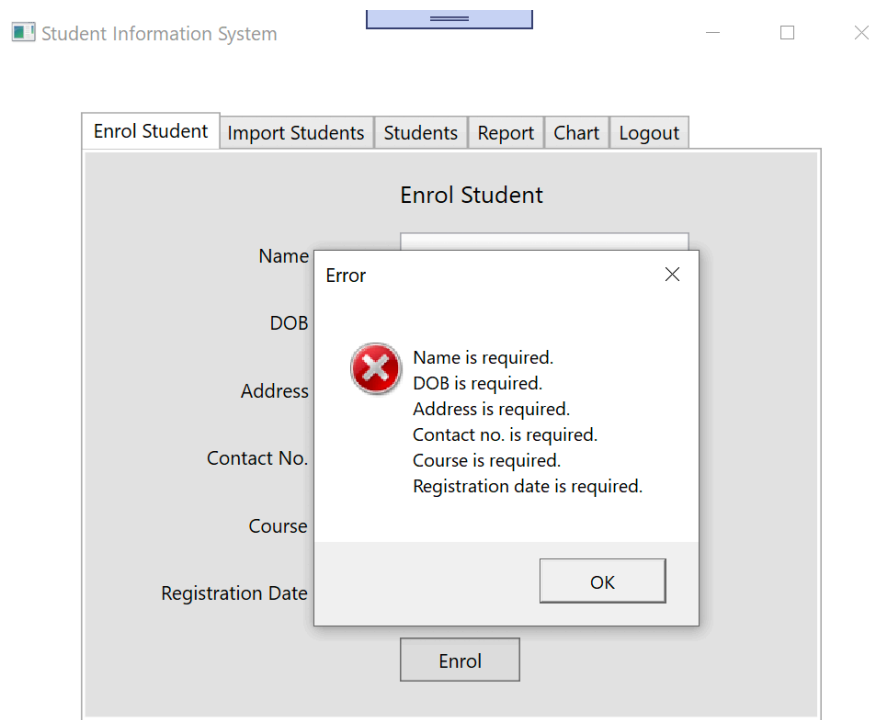 Student Information System
Enrol Student Import Students Students Report Chart Logout
Enrol Student
Name
DOB
Address
Contact No.
Course
Registration Date
Error
Name is required.
DOB is required.
Address is required.
Contact no. is required.
Course is required.
Registration date is required.
OK
Enrol